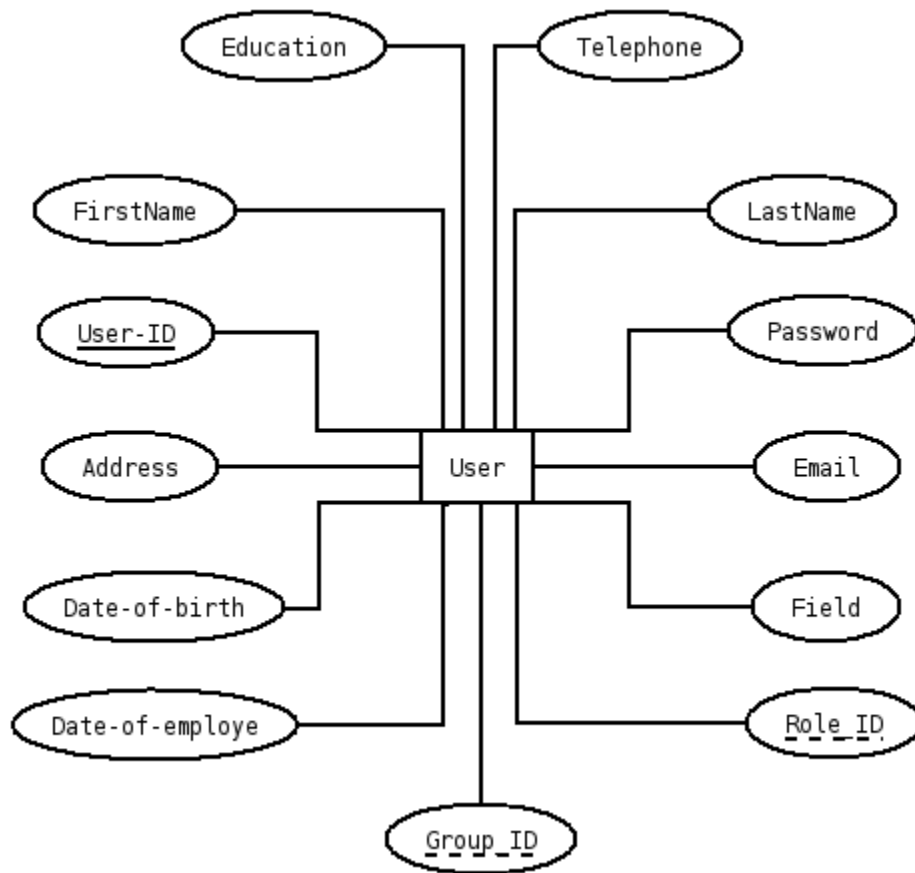 Education
Telephone
FirstName
LastName
User-ID
Password
Address
User
Email
Date-of-birth
Field
Date-of-employe
Role_ID
Group_ID